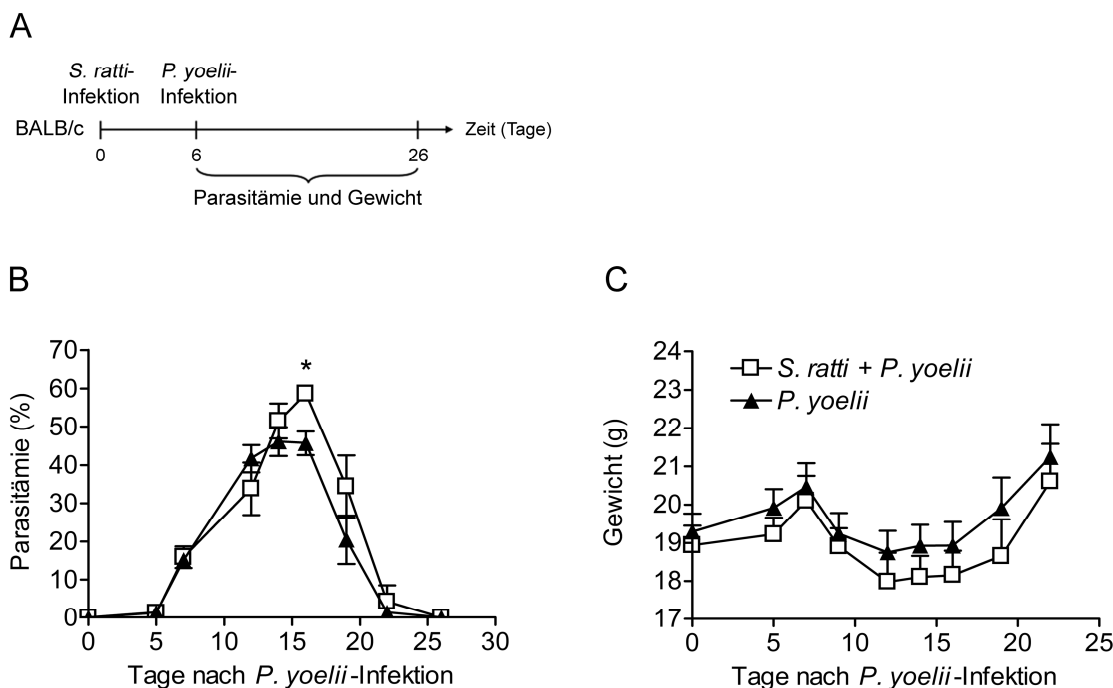 A
S. ratti- P. yoelii-
Infektion Infektion
BALB/c Zeit (Tage)
0 6 26
Parasitämie und Gewicht
B
70
60
50
40
30
20
10
0
Parasitämie (%)
*
0 5 10 15 20 25 30
Tage nach P. yoelii-Infektion
C
24
23
22
21
20
19
18
17
Gewicht (g)
S. ratti + P. yoelii
P. yoelii
0 5 10 15 20 25
Tage nach P. yoelii-Infektion